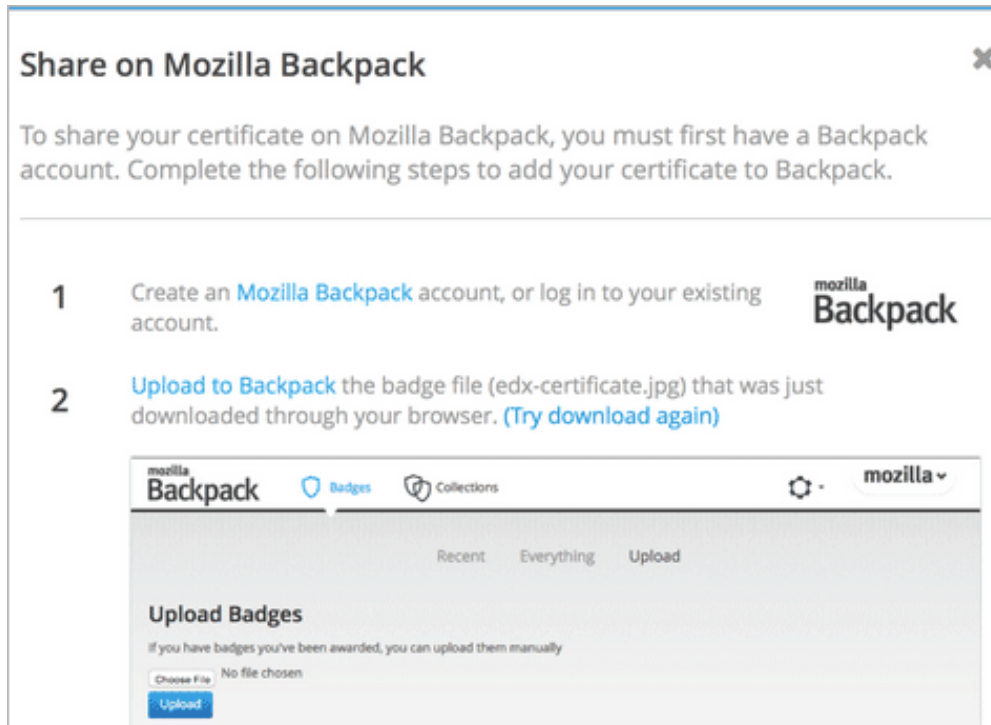 Share on Mozilla Backpack
To share your certificate on Mozilla Backpack, you must first have a Backpack
account. Complete the following steps to add your certificate to Backpack.
1
Create an Mozilla Backpack account, or log in to your existing
account.
mozilla
Backpack
2
Upload to Backpack the badge file (edx-certificate.jpg) that was just
downloaded through your browser. (Try download again)
mozilla
Backpack
Badges
Collections
mozilla
Recent Everything Upload
Upload Badges
If you have badges you've been awarded, you can upload them manually
Choose File No file chosen
Upload